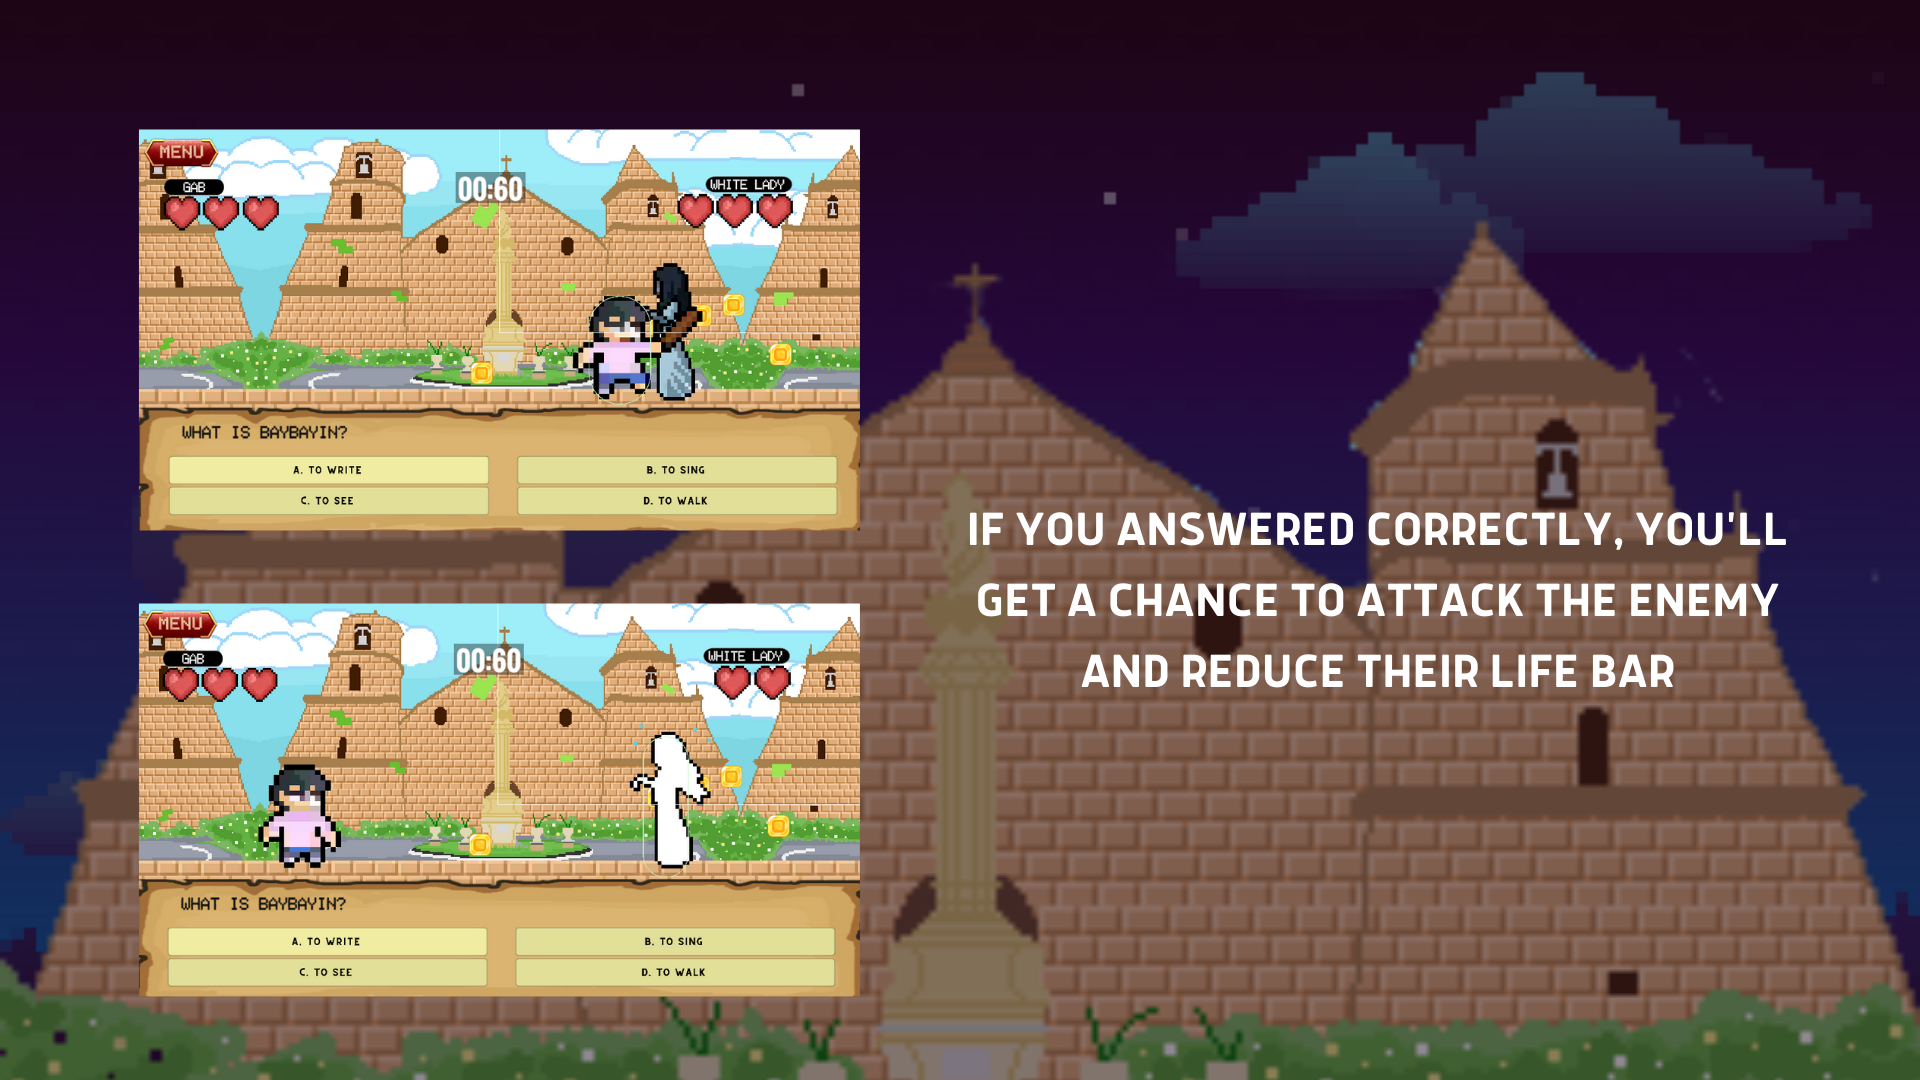 MENU
GAB
00:60
WHITE LADY
WHAT IS BAYBAYIN?
A. TO WRITE
B. TO SING
C. TO SEE
D. TO WALK
MENU
GAB
00:60
WHITE LADY
WHAT IS BAYBAYIN?
A. TO WRITE
B. TO SING
C. TO SEE
D. TO WALK
IF YOU ANSWERED CORRECTLY, YOU'LL
GET A CHANCE TO ATTACK THE ENEMY
AND REDUCE THEIR LIFE BAR